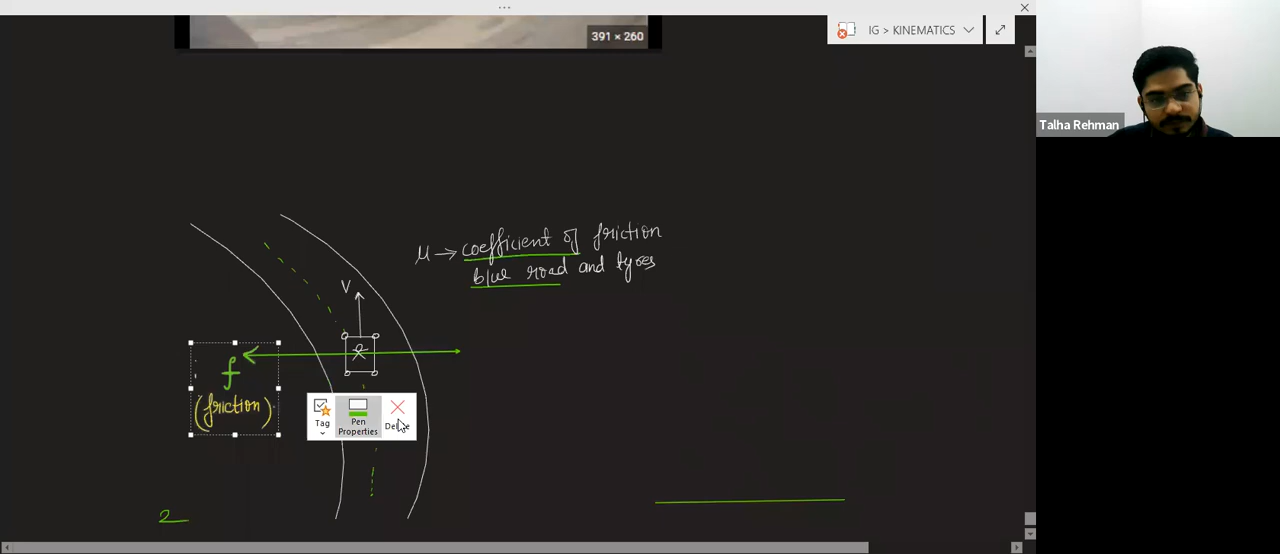 391 × 260
IG > KINEMATICS
Talha Rehman
μ → coefficient of friction
b/w road and tyres
V
f
(friction)
Tag
Pen
Properties
Delete
2